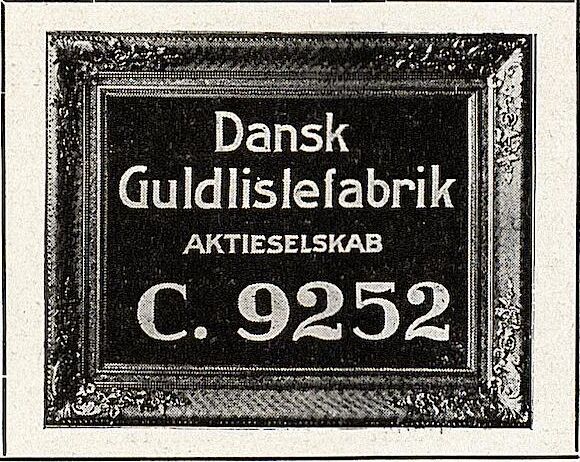 Dansk
Guldlistefabrik
AKTIESELSKAB
C. 9252